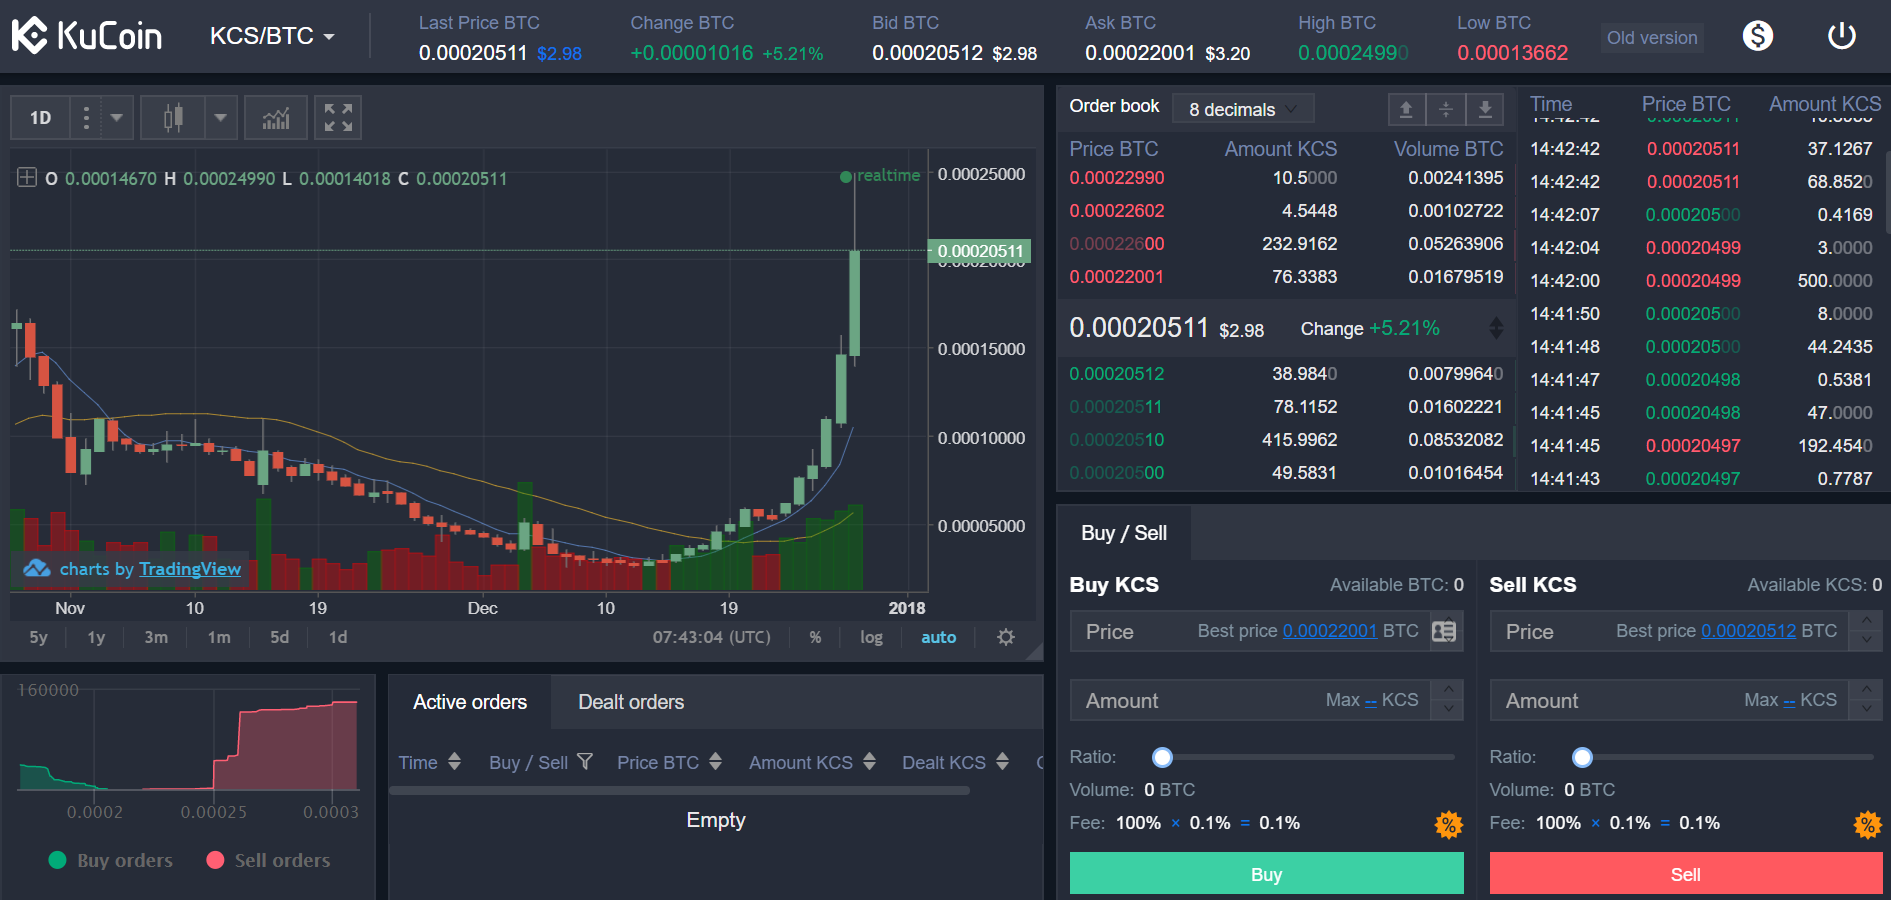 KuCoin
KCS/BTC
Last Price BTC
0.00020511 $2.98
Change BTC
+0.00001016 +5.21%
Bid BTC
0.00020512 $2.98
Ask BTC
0.00022001 $3.20
High BTC
0.00024990
Low BTC
0.00013662
Old version
1D
O 0.00014670 H 0.00024990 L 0.00014018 C 0.00020511
realtime
0.00025000
0.00020511
0.00020000
0.00015000
0.00010000
0.00005000
charts by TradingView
Nov 10 19 Dec 10 19 2018
5y 1y 3m 1m 5d 1d
07:43:04 (UTC) % log auto
160000
0.0002 0.00025 0.0003
Buy orders Sell orders
Active orders
Dealt orders
Time Buy / Sell Price BTC Amount KCS Dealt KCS
Empty
Order book
8 decimals
Price BTC Amount KCS Volume BTC
0.00022990 10.5000 0.00241395
0.00022602 4.5448 0.00102722
0.00022600 232.9162 0.05263906
0.00022001 76.3383 0.01679519
0.00020511 $2.98 Change +5.21%
0.00020512 38.9840 0.00799640
0.00020511 78.1152 0.01602221
0.00020510 415.9962 0.08532082
0.00020500 49.5831 0.01016454
Time Price BTC Amount KCS
14:42:42 0.00020511
14:42:42 0.00020511 37.1267
14:42:42 0.00020511 68.8520
14:42:07 0.00020500 0.4169
14:42:04 0.00020499 3.0000
14:42:00 0.00020499 500.0000
14:41:50 0.00020500 8.0000
14:41:48 0.00020500 44.2435
14:41:47 0.00020498 0.5381
14:41:45 0.00020498 47.0000
14:41:45 0.00020497 192.4540
14:41:43 0.00020497 0.7787
Buy / Sell
Buy KCS
Available BTC: 0
Price Best price 0.00022001 BTC
Amount Max -- KCS
Ratio:
Volume: 0 BTC
Fee: 100% × 0.1% = 0.1%
%
Buy
Sell KCS
Available KCS: 0
Price Best price 0.00020512 BTC
Amount Max -- KCS
Ratio:
Volume: 0 BTC
Fee: 100% × 0.1% = 0.1%
%
Sell